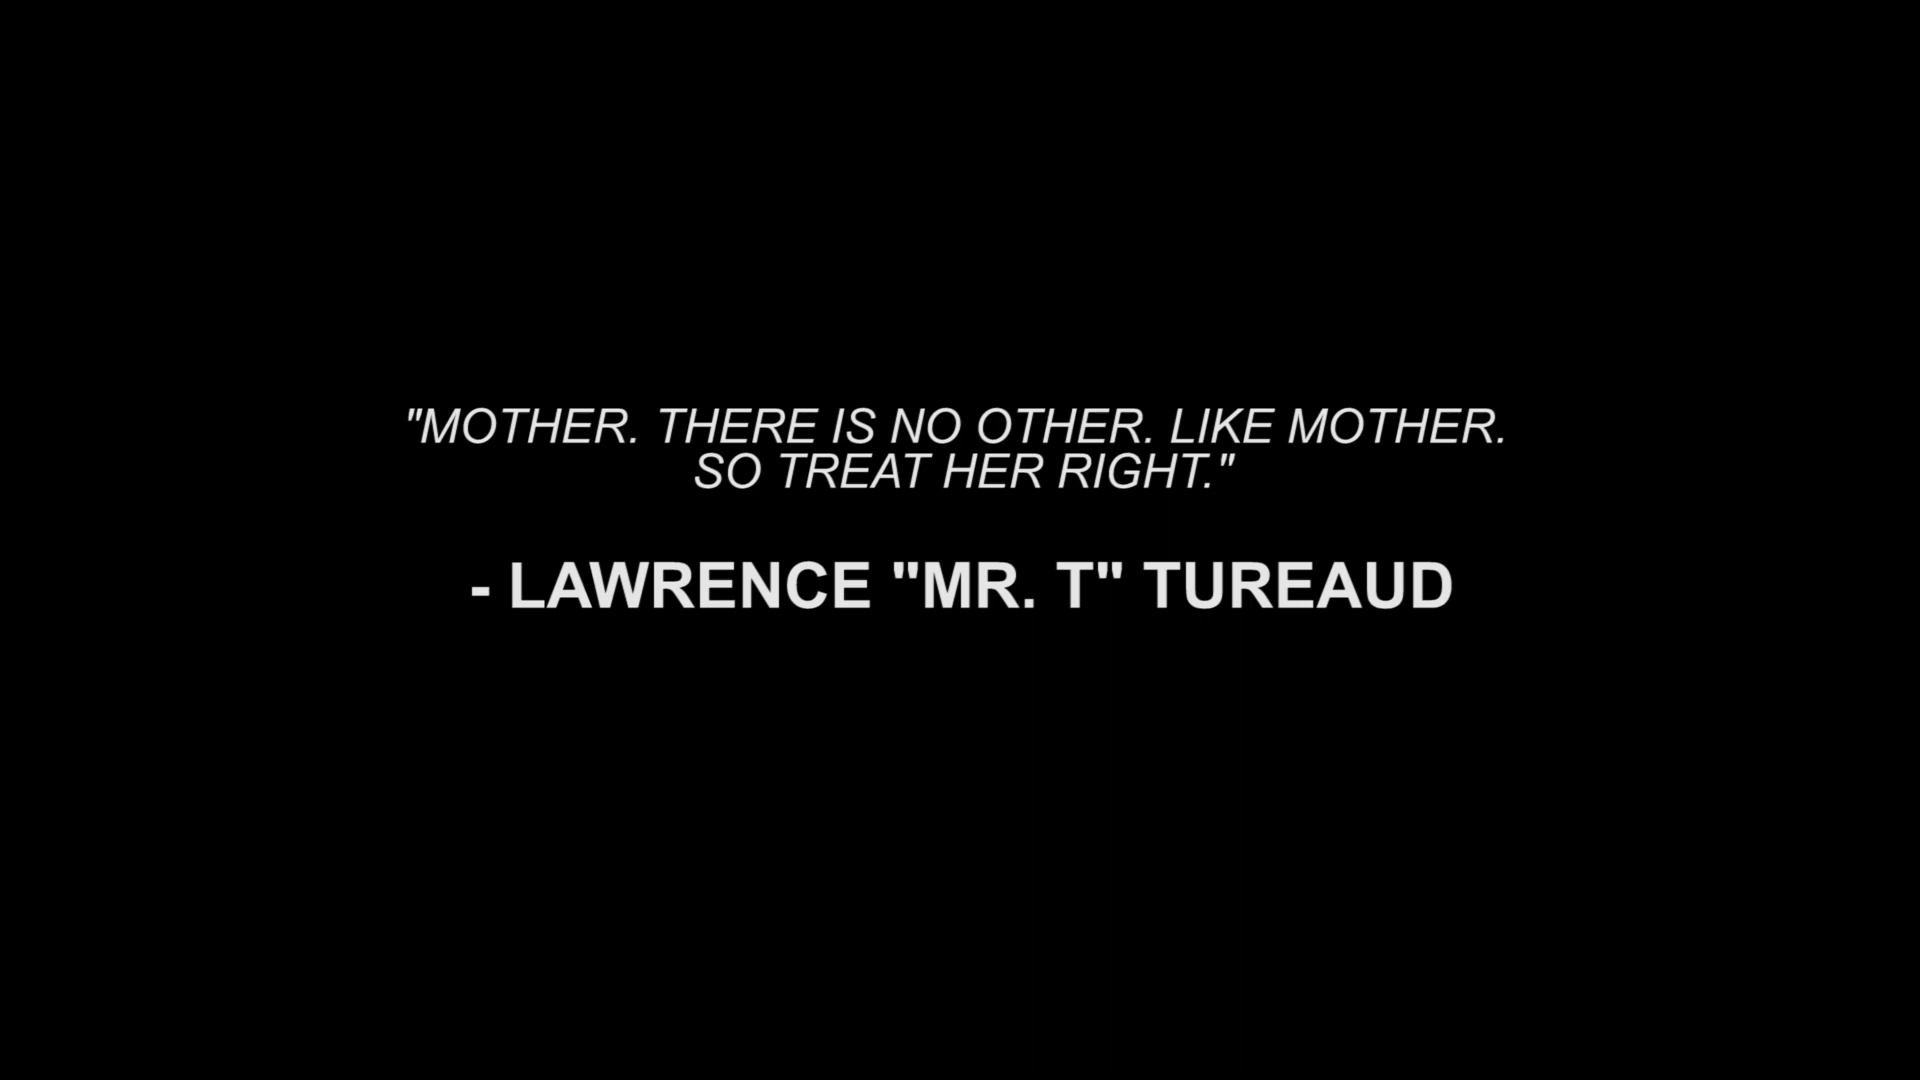 "MOTHER. THERE IS NO OTHER. LIKE MOTHER.
SO TREAT HER RIGHT."
- LAWRENCE "MR. T" TUREAUD